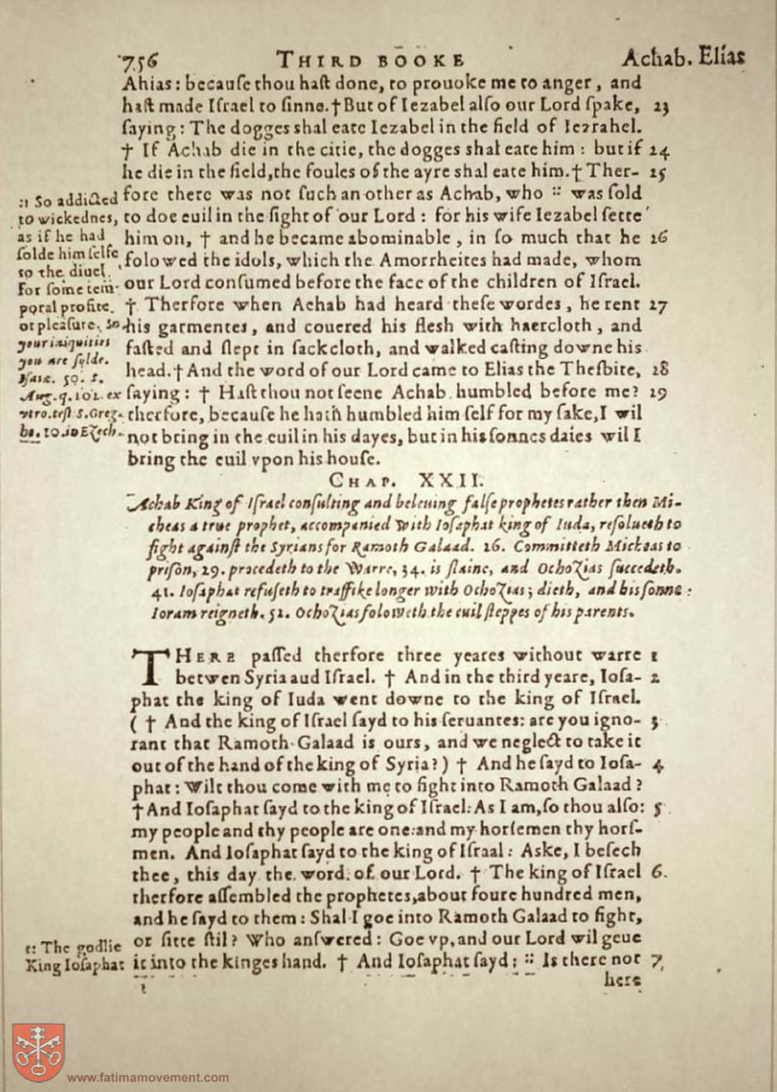 756 THIRD BOOKE Achab. Elias
Ahias: becauſe thou haſt done, to prouoke me to anger, and
haſt made Iſrael to ſinne. † But of Iezabel alſo our Lord ſpake, 23
ſaying: The dogges shal eate Iezabel in the field of Iezrahel.
† If Achab die in the citie, the dogges shal eate him: but if 24
he die in the field, the foules of the ayre shal eate him. † Ther- 25
fore there was not ſuch an other as Achab, who :: was ſold
to doe euil in the ſight of our Lord: for his wife Iezabel ſette
him on, † and he became abominable, in ſo much that he 26
folowed the idols, which the Amorrheites had made, whom
our Lord conſumed before the face of the children of Iſrael.
† Therfore when Achab had heard theſe wordes, he rent 27
his garmentes, and couered his flesh with haercloth, and
faſted and ſlept in ſackcloth, and walked caſting downe his
head. † And the word of our Lord came to Elias the Thesbite, 28
ſaying: † Haſt thou not ſeene Achab humbled before me? 29
therfore, becauſe he hath humbled him ſelf for my ſake, I wil
not bring in the euil in his dayes, but in his ſonnes daies wil I
bring the euil vpon his houſe.
:: So addicted
to wickednes,
as if he had
ſolde him ſelfe
to the diuel.
For ſome tem-
poral profite.
or pleaſure. So
your iniquities
you are ſolde.
Iſaiæ. 50. 1.
Aug. q. 102. ex
vtro. teſt S. Greg.
ho. 10. in Ezech.
CHAP. XXII.
Achab King of Iſrael conſulting and beleuing falſe prophetes rather then Mi-
cheas a true prophet, accompanied with Ioſaphat king of Iuda, reſolueth to
fight againſt the Syrians for Ramoth Galaad. 26. Committeth Micheas to
priſon, 29. procedeth to the Warre, 34. is ſlaine, and Ochozias ſuccedeth.
41. Ioſaphat refuſeth to traffike longer with Ochozias; dieth, and his ſonne
Ioram reigneth. 52. Ochozias foloweth the euil ſteppes of his parents.
THERE paſſed therfore three yeares without warre 1
betwen Syria aud Iſrael. † And in the third yeare, Ioſa- 2
phat the king of Iuda went downe to the king of Iſrael.
( † And the king of Iſrael ſayd to his ſeruantes: are you igno- 3
rant that Ramoth Galaad is ours, and we neglect to take it
out of the hand of the king of Syria?) † And he ſayd to Ioſa- 4
phat: Wilt thou come with me to fight into Ramoth Galaad?
† And Ioſaphat ſayd to the king of Iſrael: As I am, ſo thou alſo: 5
my people and thy people are one: and my horſemen thy horſ-
men. And Ioſaphat ſayd to the king of Iſraal: Aske, I beſech
thee, this day the word of our Lord. † The king of Iſrael 6.
therfore aſſembled the prophetes, about foure hundred men,
and he ſayd to them: Shal I goe into Ramoth Galaad to fight,
or ſitte ſtil? Who anſwered: Goe vp, and our Lord wil geue
it into the kinges hand. † And Ioſaphat ſayd: :: Is there not 7
:: The godlie
King Ioſaphat
here
www.fatimamovement.com